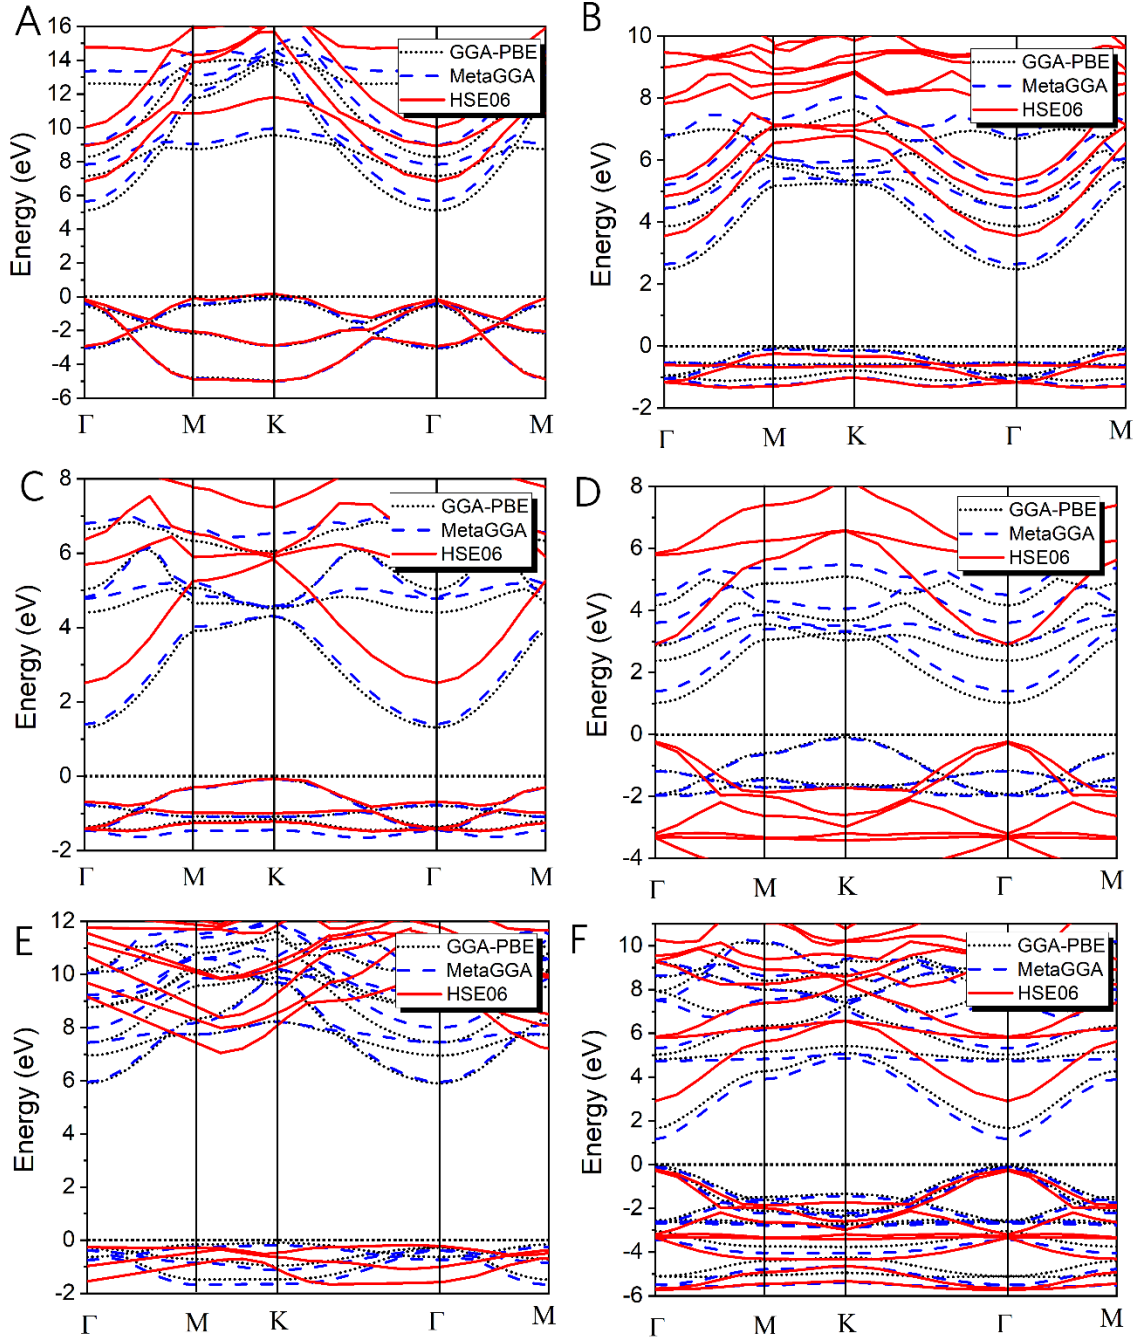 A
16
14
12
10
8
6
4
2
0
-2
-4
-6
Energy (eV)
GGA-PBE
MetaGGA
HSE06
Γ M K Γ M
B
10
8
6
4
2
0
-2
Energy (eV)
GGA-PBE
MetaGGA
HSE06
Γ M K Γ M
C
8
6
4
2
0
-2
Energy (eV)
GGA-PBE
MetaGGA
HSE06
Γ M K Γ M
D
8
6
4
2
0
-2
-4
Energy (eV)
GGA-PBE
MetaGGA
HSE06
Γ M K Γ M
E
12
10
8
6
4
2
0
-2
Energy (eV)
GGA-PBE
MetaGGA
HSE06
Γ M K Γ M
F
10
8
6
4
2
0
-2
-4
-6
Energy (eV)
GGA-PBE
MetaGGA
HSE06
Γ M K Γ M